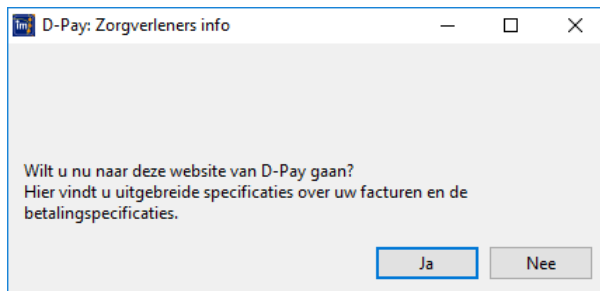 D-Pay: Zorgverleners info
Wilt u nu naar deze website van D-Pay gaan?
Hier vindt u uitgebreide specificaties over uw facturen en de
betalingspecificaties.
Ja
Nee